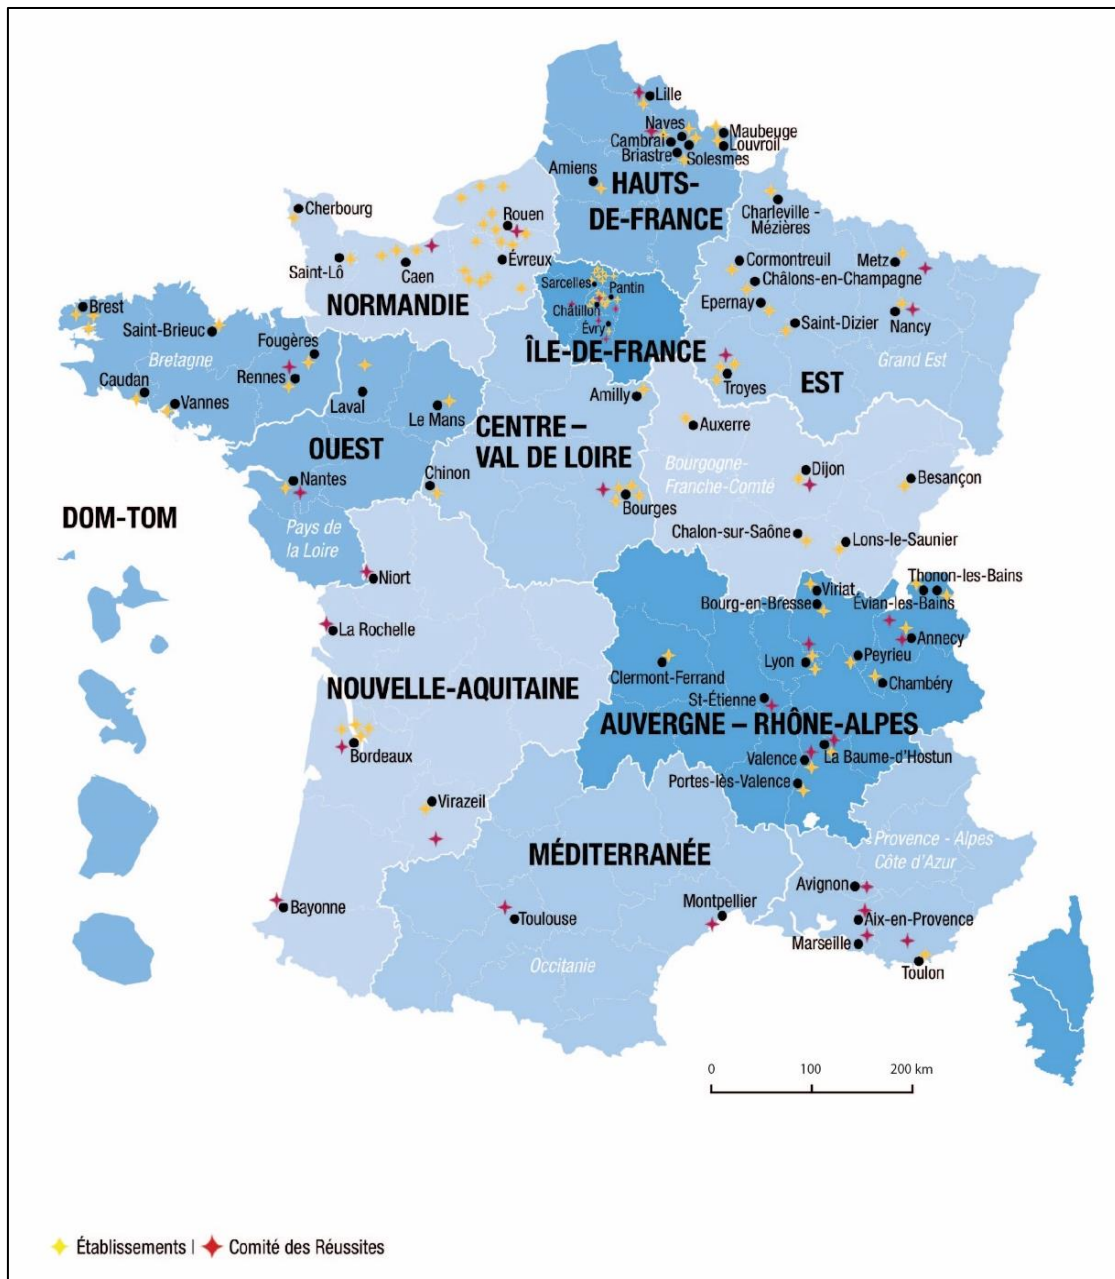 Lille
Naves
Maubeuge
Cambrai
Louvroil
Briastre
Solesmes
Amiens
HAUTS-
DE-FRANCE
Cherbourg
Rouen
Charleville -
Mézières
Saint-Lô
Caen
Évreux
Cormontreuil
Metz
Châlons-en-Champagne
NORMANDIE
Sarcelles
Pantin
Epernay
Châtillon
Évry
Saint-Dizier
Nancy
Brest
Saint-Brieuc
Fougères
Bretagne
ÎLE-DE-FRANCE
Grand Est
Rennes
Troyes
EST
Caudan
Vannes
Laval
Le Mans
Amilly
Auxerre
CENTRE –
VAL DE LOIRE
OUEST
Chinon
Bourgogne-
Franche-Comté
Dijon
Besançon
Nantes
Bourges
DOM-TOM
Pays de
la Loire
Chalon-sur-Saône
Lons-le-Saunier
Niort
Thonon-les-Bains
Viriat
Bourg-en-Bresse
Évian-les-Bains
La Rochelle
Annecy
Lyon
Peyrieu
Clermont-Ferrand
Chambéry
NOUVELLE-AQUITAINE
St-Étienne
AUVERGNE – RHÔNE-ALPES
Bordeaux
Valence
La Baume-d'Hostun
Portes-lès-Valence
Virazeil
MÉDITERRANÉE
Provence - Alpes
Côte d'Azur
Avignon
Bayonne
Toulouse
Montpellier
Aix-en-Provence
Marseille
Occitanie
Toulon
0 100 200 km
Établissements | Comité des Réussites